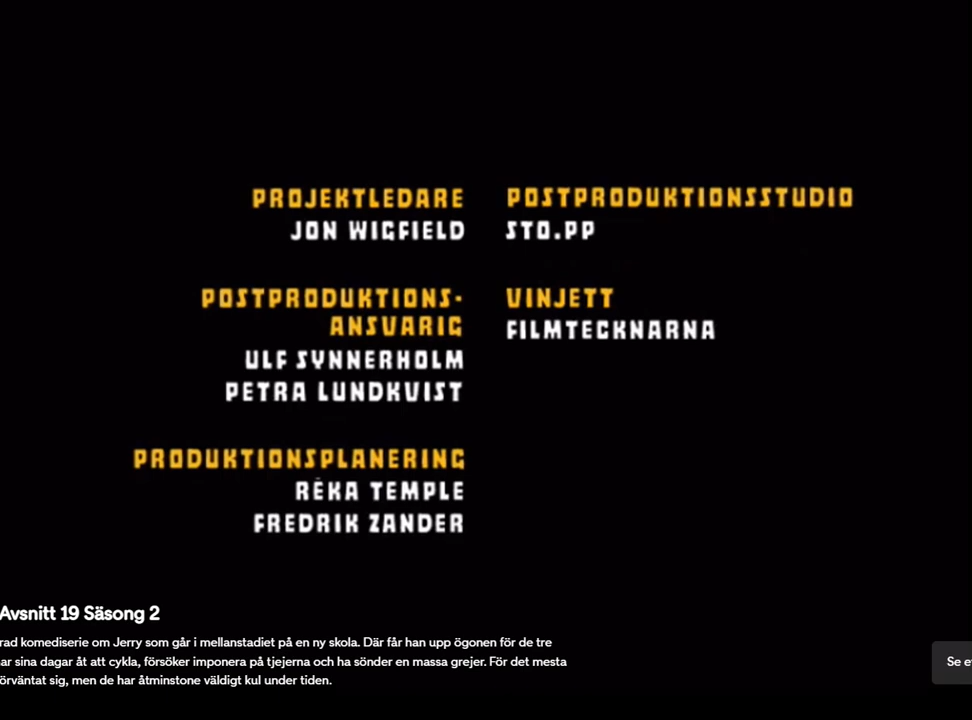 PROJEKTLEDARE
JON WIGFIELD
POSTPRODUKTIONS-
ANSVARIG
ULF SYNNERHOLM
PETRA LUNDKVIST
PRODUKTIONSPLANERING
RÉKA TEMPLE
FREDRIK ZANDER
POSTPRODUKTIONSSTUDIO
STO.PP
VINJETT
FILMTECKNARNA
Avsnitt 19 Säsong 2
rad komediserie om Jerry som går i mellanstadiet på en ny skola. Där får han upp ögonen för de tre
ar sina dagar åt att cykla, försöker imponera på tjejerna och ha sönder en massa grejer. För det mesta
örväntat sig, men de har åtminstone väldigt kul under tiden.
Se